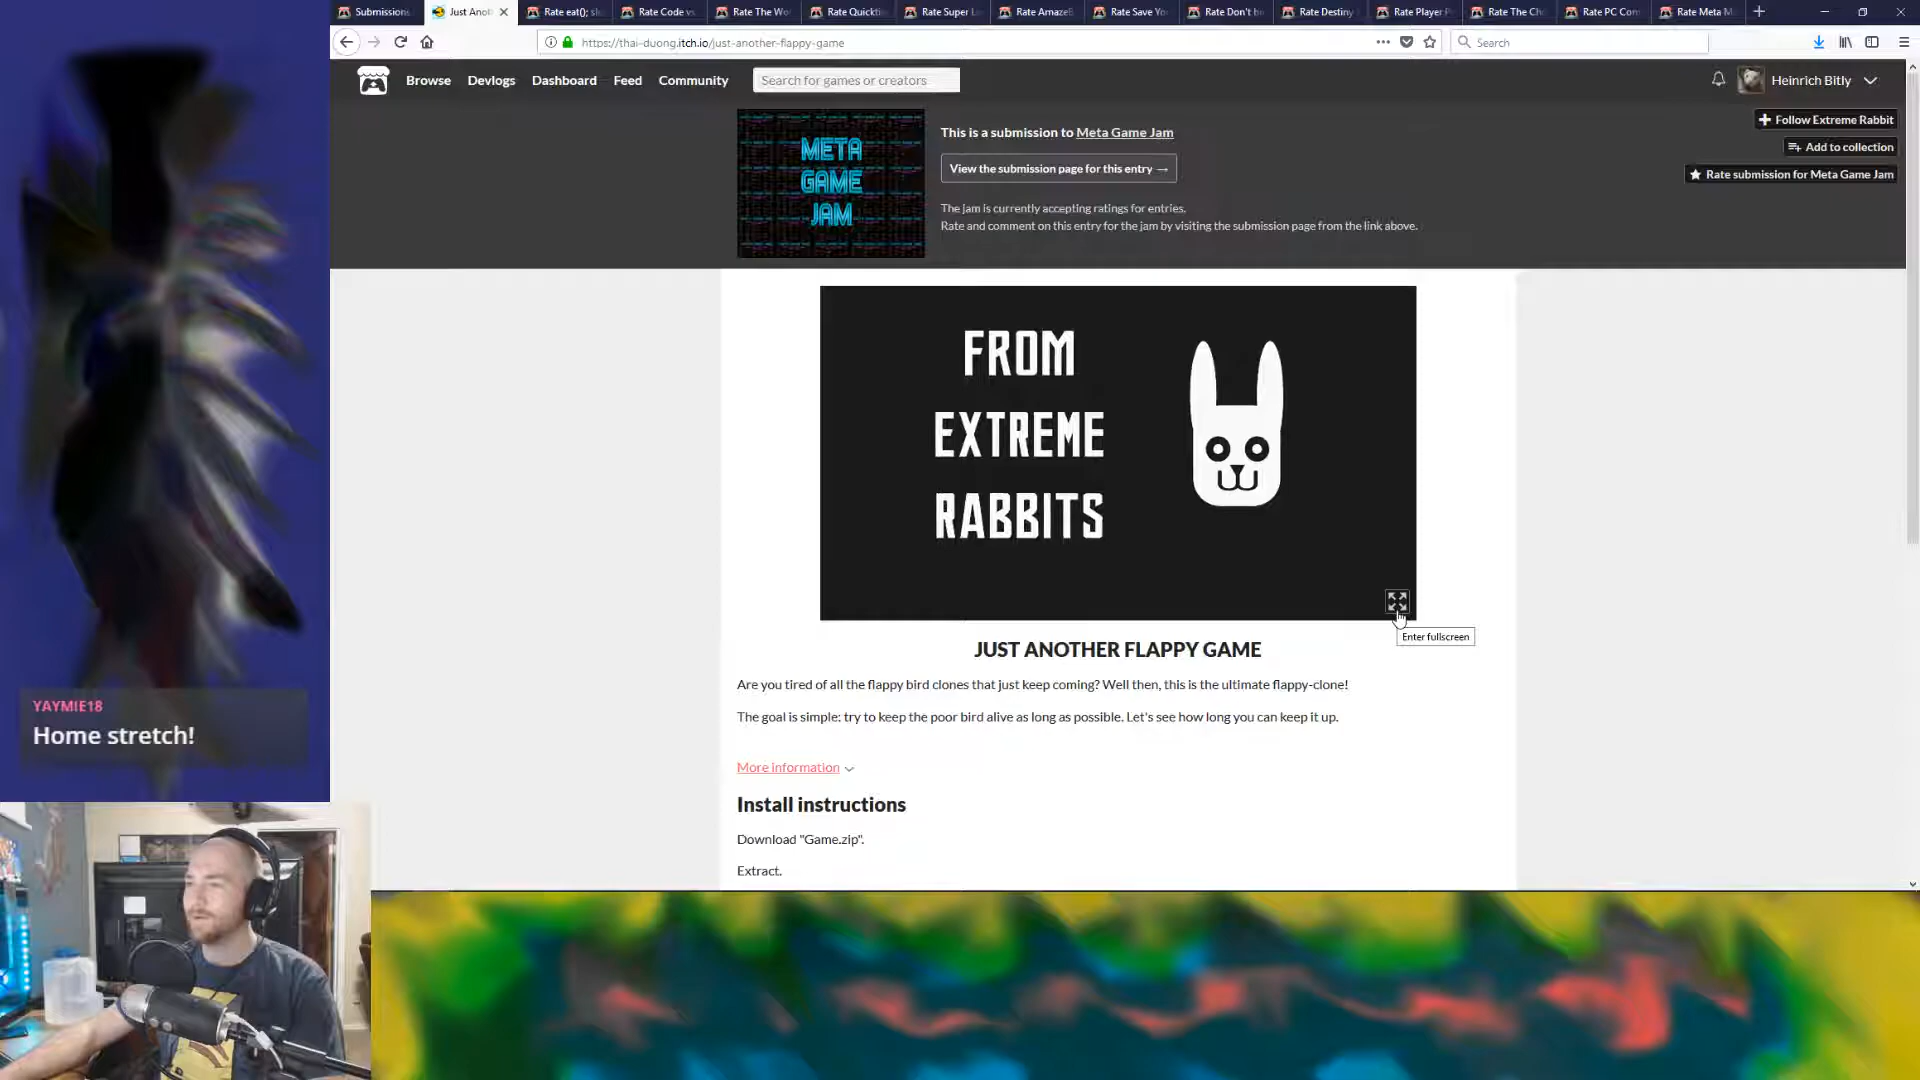 Submissions
Just Anot
Rate eat(); sl
Rate Code vs.
Rate The Wo
Rate Quickti
Rate Super L
Rate AmazeB
Rate Save Yo
Rate Don't b
Rate Destiny
Rate Player P
Rate The Ch
Rate PC Con
Rate Meta M
https://thai-duong.itch.io/just-another-flappy-game
Search
Browse
Devlogs
Dashboard
Feed
Community
Search for games or creators
Heinrich Bitly
META
GAME
JAM
This is a submission to Meta Game Jam
View the submission page for this entry →
The jam is currently accepting ratings for entries.
Rate and comment on this entry for the jam by visiting the submission page from the link above.
Follow Extreme Rabbit
Add to collection
Rate submission for Meta Game Jam
FROM
EXTREME
RABBITS
Enter fullscreen
JUST ANOTHER FLAPPY GAME
Are you tired of all the flappy bird clones that just keep coming? Well then, this is the ultimate flappy-clone!
The goal is simple: try to keep the poor bird alive as long as possible. Let's see how long you can keep it up.
More information
Install instructions
Download "Game.zip".
Extract.
YAYMIE18
Home stretch!